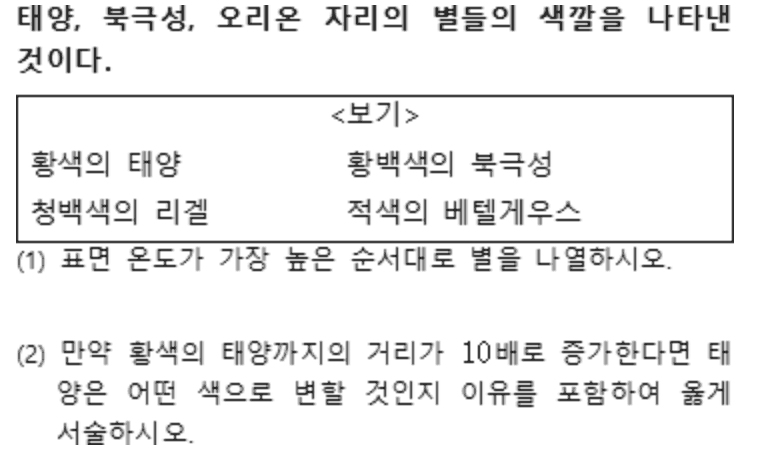 태양, 북극성, 오리온 자리의 별들의 색깔을 나타낸
것이다.
<보기>
황색의 태양 황백색의 북극성
청백색의 리겔 적색의 베텔게우스
(1) 표면 온도가 가장 높은 순서대로 별을 나열하시오.
(2) 만약 황색의 태양까지의 거리가 10배로 증가한다면 태
양은 어떤 색으로 변할 것인지 이유를 포함하여 옳게
서술하시오.